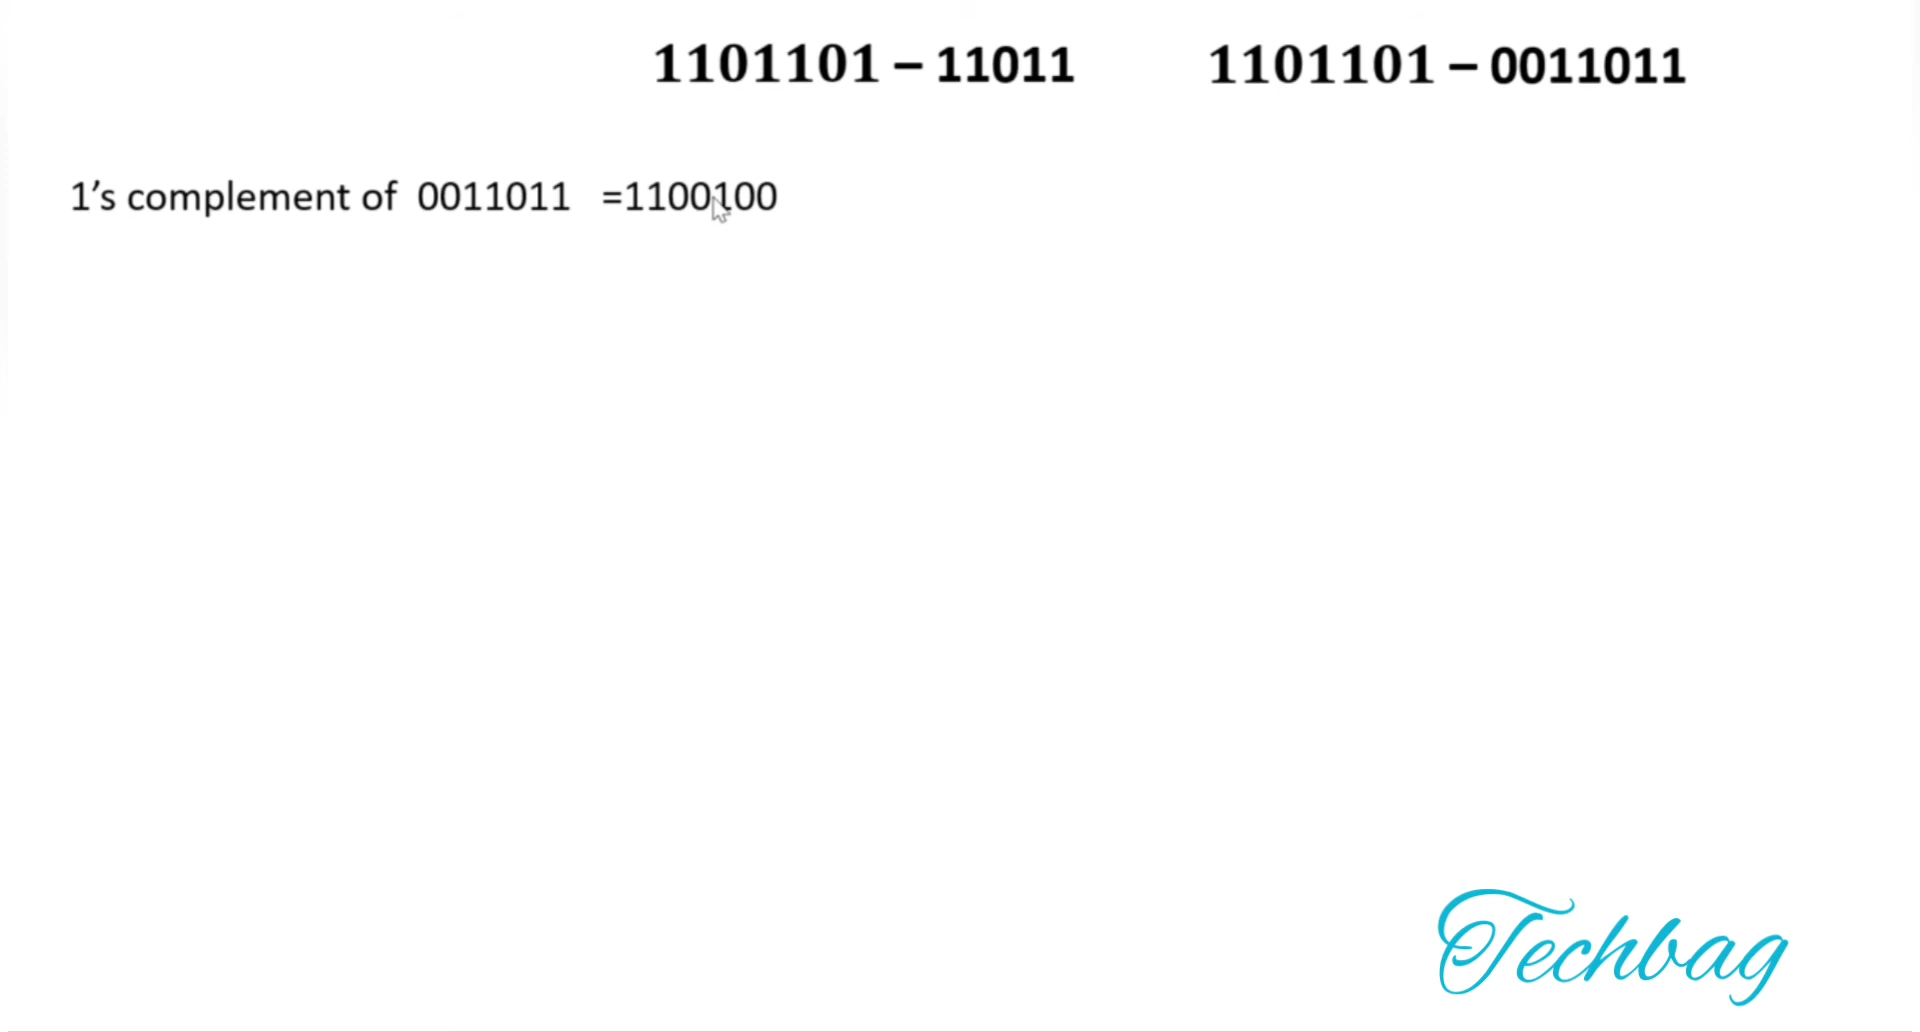 1101101 – 11011 1101101 – 0011011
1’s complement of 0011011 =1100100
Techbag